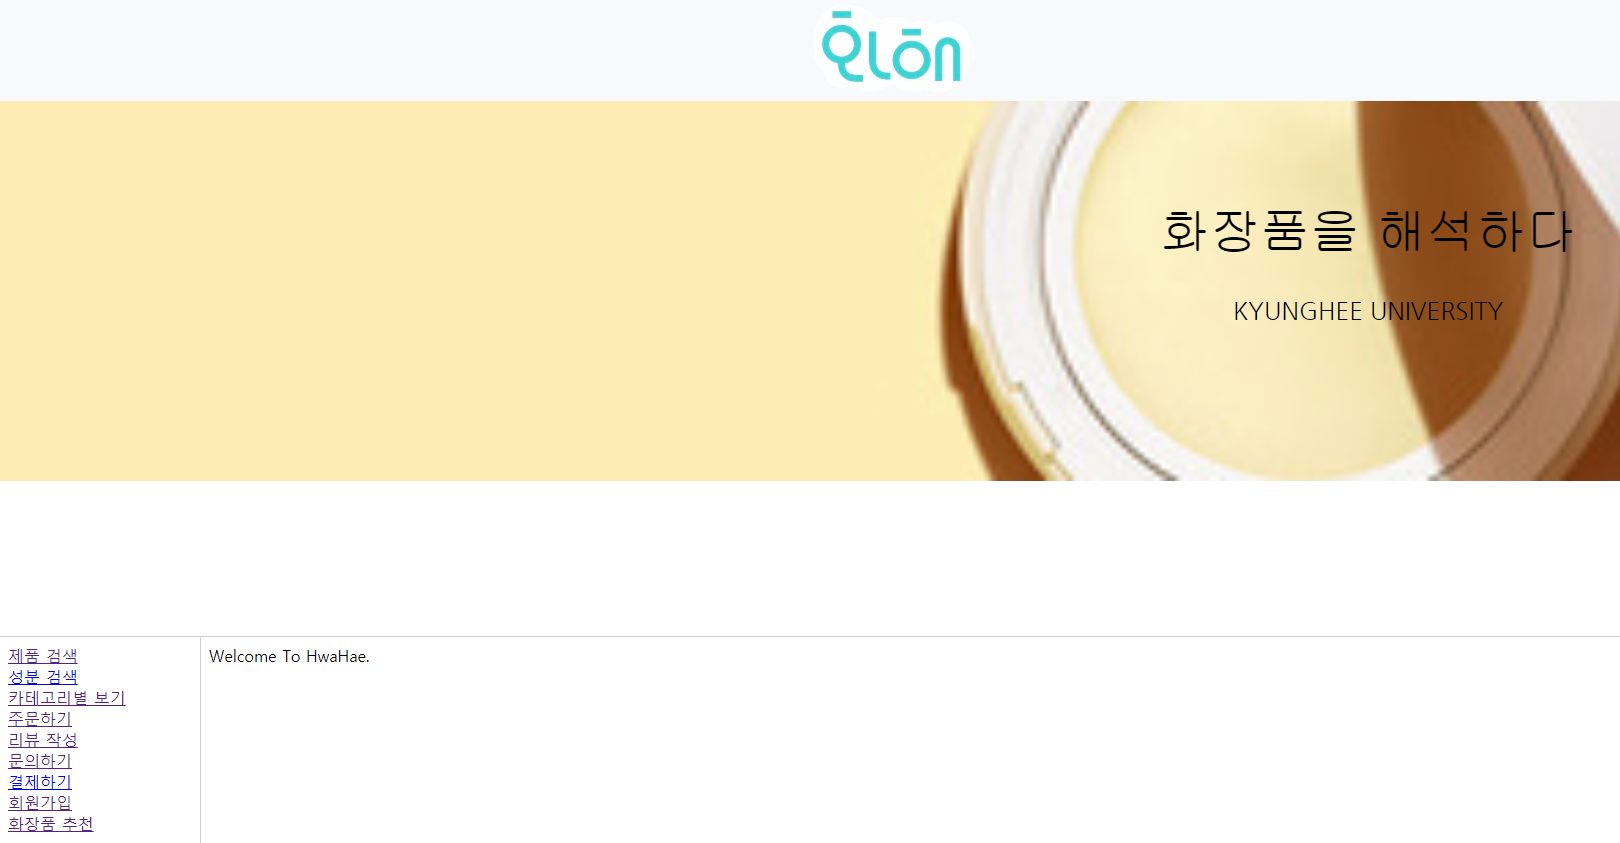 화장품을 해석하다
KYUNGHEE UNIVERSITY
제품 검색
성분 검색
카테고리별 보기
주문하기
리뷰 작성
문의하기
결제하기
회원가입
화장품 추천
Welcome To HwaHae.